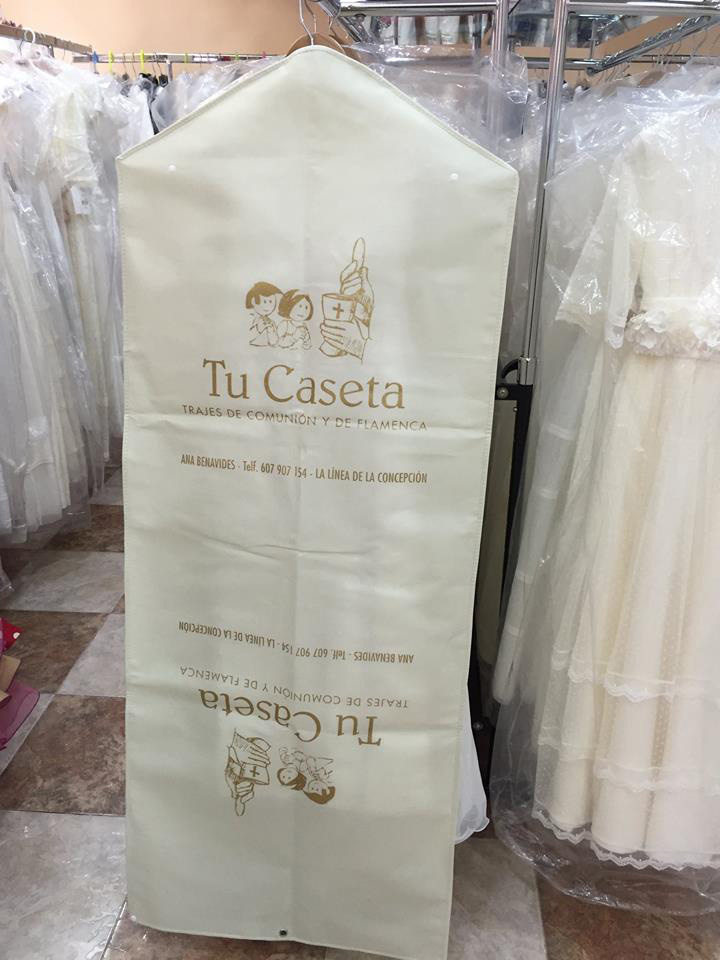 Tu Caseta
TRAJES DE COMUNIÓN Y DE FLAMENCA
ANA BENAVIDES - Telf. 607 907 154 - LA LÍNEA DE LA CONCEPCIÓN
ANA BENAVIDES - Telf. 607 907 154 - LA LÍNEA DE LA CONCEPCIÓN
TRAJES DE COMUNIÓN Y DE FLAMENCA
Tu Caseta